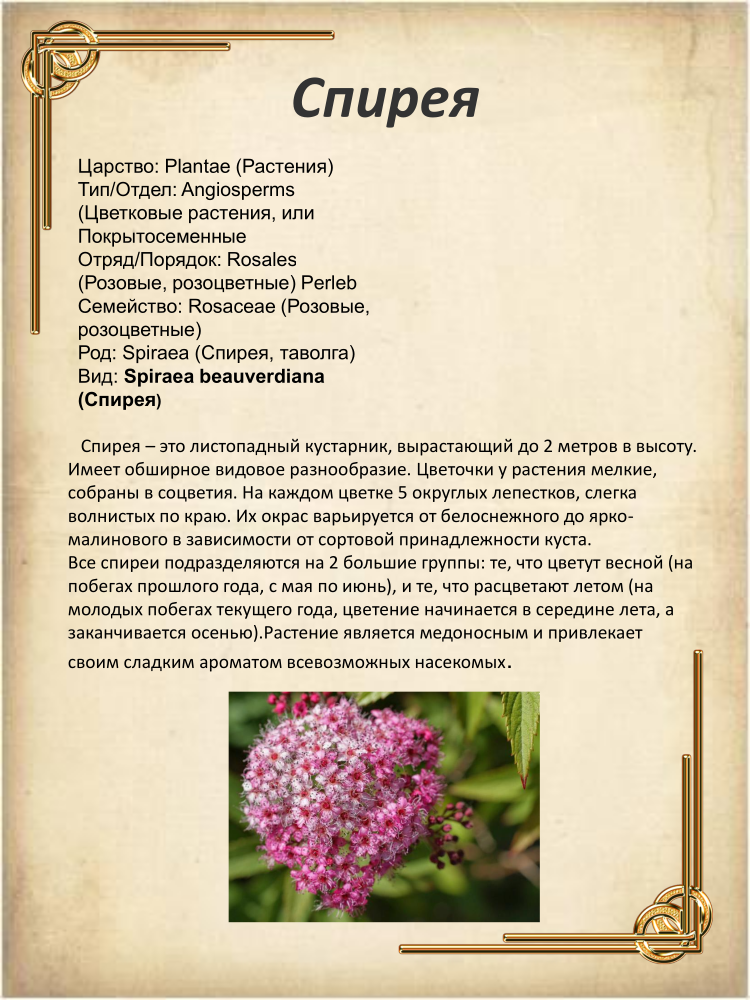 Спирея
Царство: Plantae (Растения)
Тип/Отдел: Angiosperms
(Цветковые растения, или
Покрытосеменные
Отряд/Порядок: Rosales
(Розовые, розоцветные) Perleb
Семейство: Rosaceae (Розовые,
розоцветные)
Род: Spiraea (Спирея, таволга)
Вид: Spiraea beauverdiana
(Спирея)
Спирея – это листопадный кустарник, вырастающий до 2 метров в высоту.
Имеет обширное видовое разнообразие. Цветочки у растения мелкие,
собраны в соцветия. На каждом цветке 5 округлых лепестков, слегка
волнистых по краю. Их окрас варьируется от белоснежного до ярко-
малинового в зависимости от сортовой принадлежности куста.
Все спиреи подразделяются на 2 большие группы: те, что цветут весной (на
побегах прошлого года, с мая по июнь), и те, что расцветают летом (на
молодых побегах текущего года, цветение начинается в середине лета, а
заканчивается осенью).Растение является медоносным и привлекает
своим сладким ароматом всевозможных насекомых.